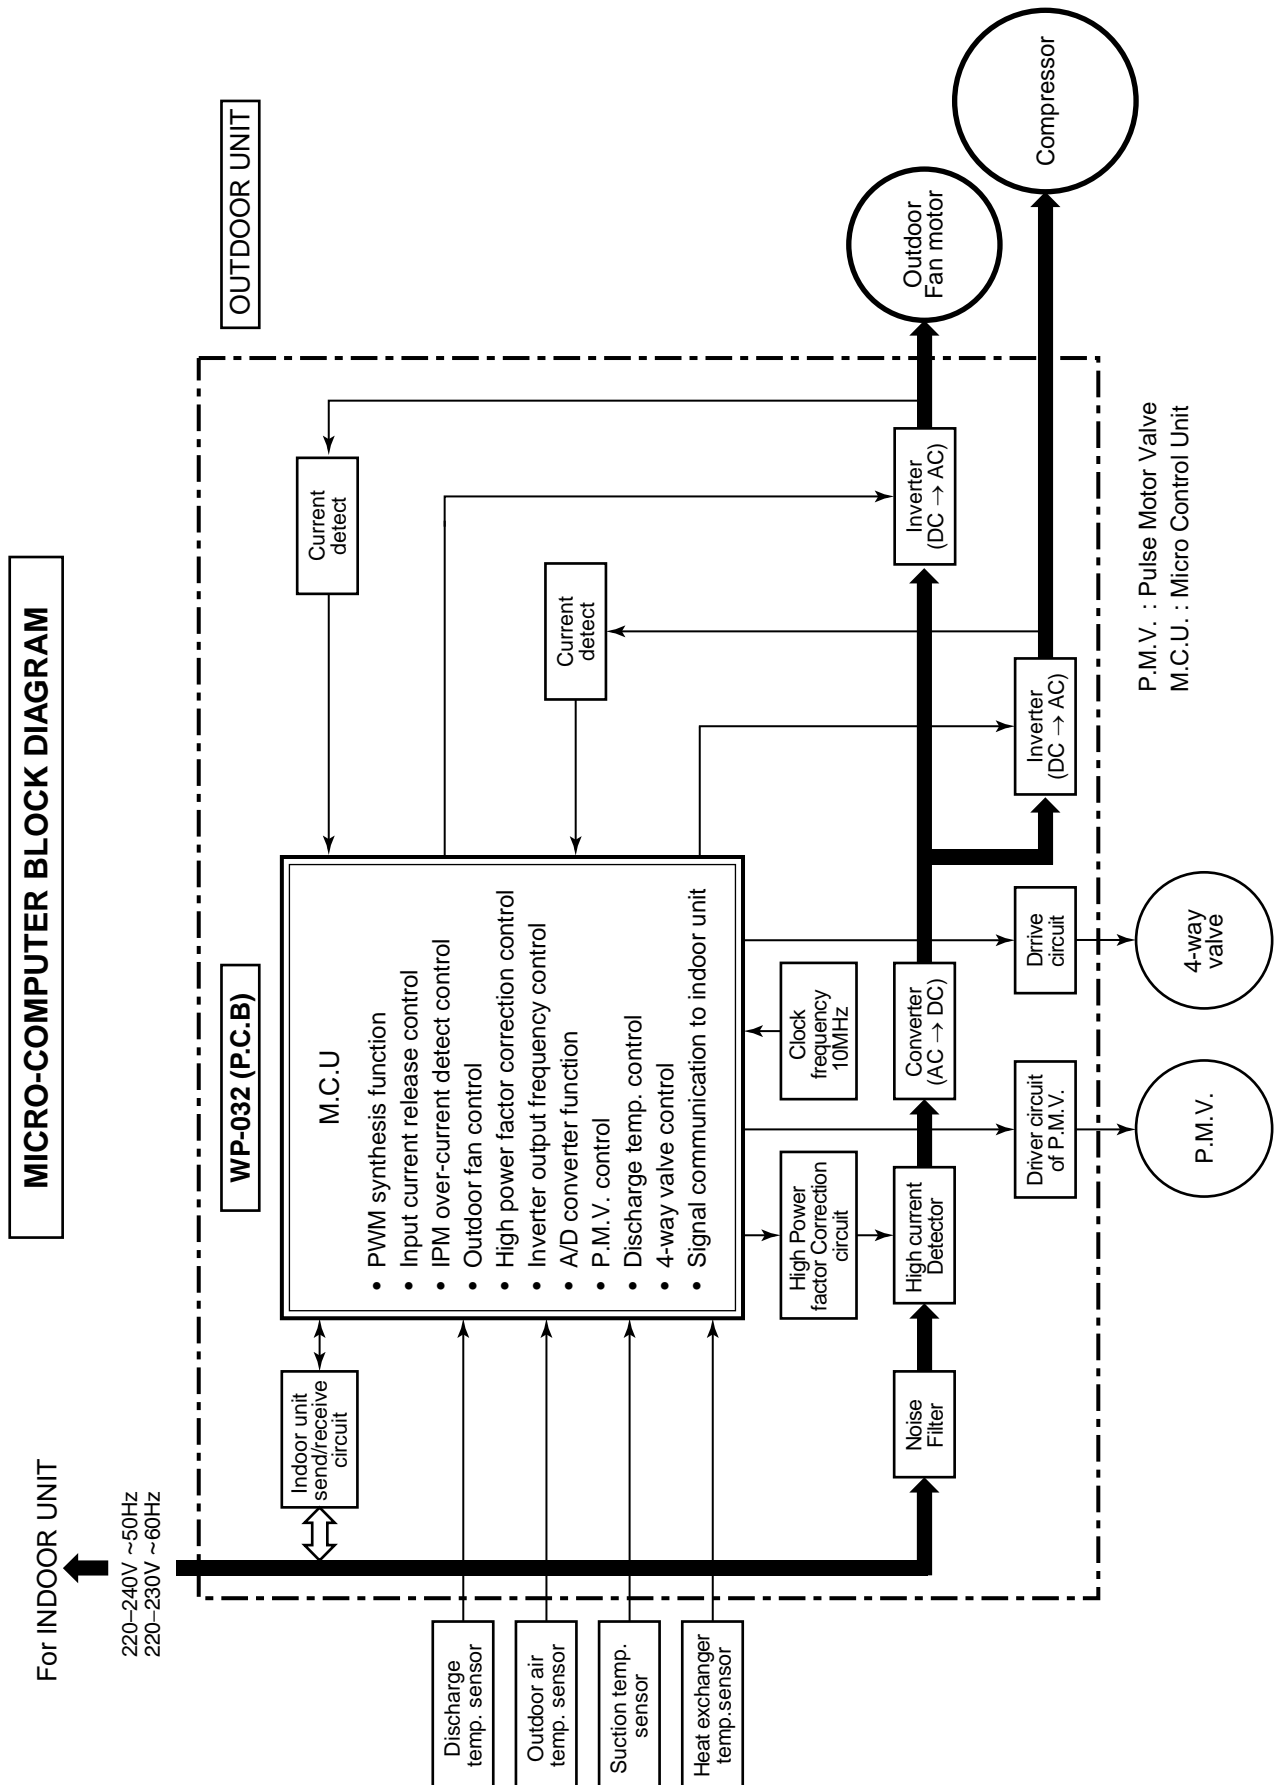 MICRO-COMPUTER BLOCK DIAGRAM
For INDOOR UNIT
220–240V ~50Hz
220–230V ~60Hz
WP-032 (P.C.B)
OUTDOOR UNIT
Indoor unit
send/receive
circuit
M.C.U
• PWM synthesis function
• Input current release control
• IPM over-current detect control
• Outdoor fan control
• High power factor correction control
• Inverter output frequency control
• A/D converter function
• P.M.V. control
• Discharge temp. control
• 4-way valve control
• Signal communication to indoor unit
Current
detect
Current
detect
Discharge
temp. sensor
Outdoor air
temp. sensor
Suction temp.
sensor
Heat exchanger
temp.sensor
High Power
factor Correction
circuit
Clock
frequency
10MHz
Noise
Filter
High current
Detector
Converter
(AC → DC)
Inverter
(DC → AC)
Outdoor
Fan motor
Inverter
(DC → AC)
Compressor
Driver circuit
of P.M.V.
Drrive
circuit
P.M.V.
4-way
valve
P.M.V. : Pulse Motor Valve
M.C.U. : Micro Control Unit